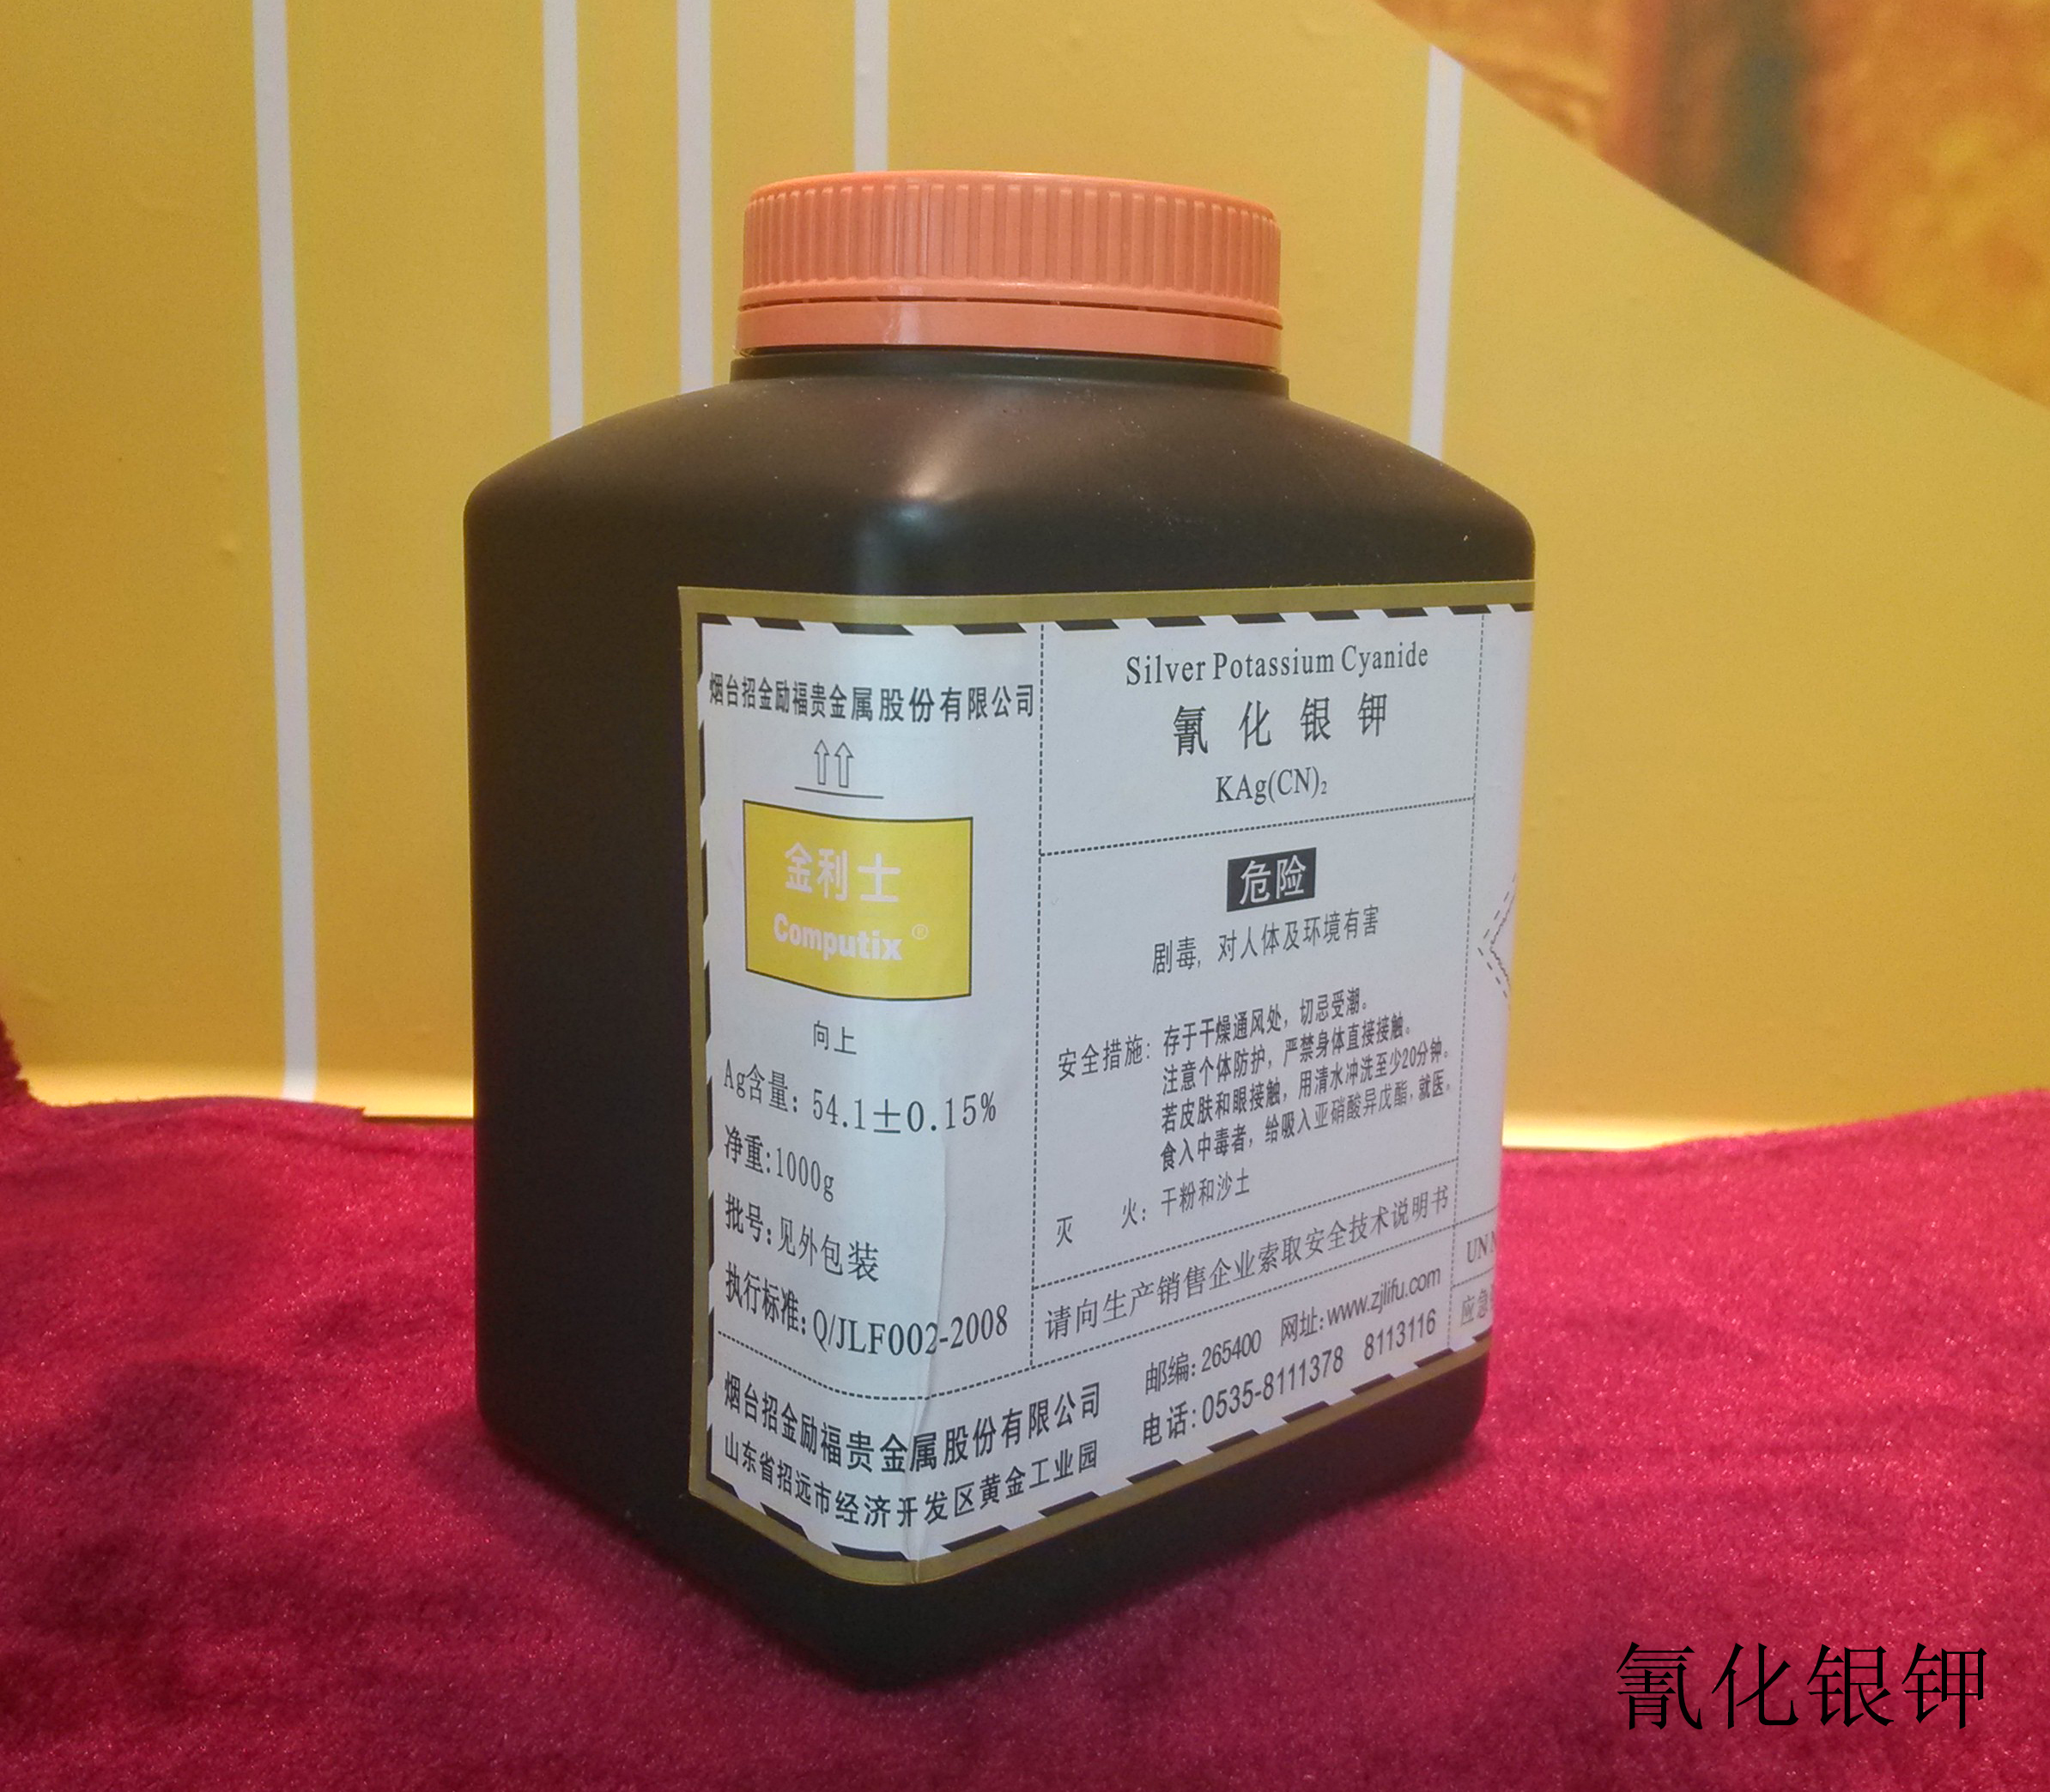 烟台招金励福贵金属股份有限公司
金利士
Computix®
向上
Ag含量: 54.1±0.15%
净重:1000g
批号:见外包装
执行标准:Q/JLF002-2008
Silver Potassium Cyanide
氰化银钾
KAg(CN)₂
危险
剧毒, 对人体及环境有害
安全措施: 存于干燥通风处, 切忌受潮。
注意个体防护, 严禁身体直接接触。
若皮肤和眼接触, 用清水冲洗至少20分钟。
食入中毒者, 给吸入亚硝酸异戊酯, 就医。
灭 火: 干粉和沙土
请向生产销售企业索取安全技术说明书
UN
应急
烟台招金励福贵金属股份有限公司
山东省招远市经济开发区黄金工业园
邮编: 265400 网址: www.zjlifu.com
电话: 0535-8111378 8113116
氰化银钾